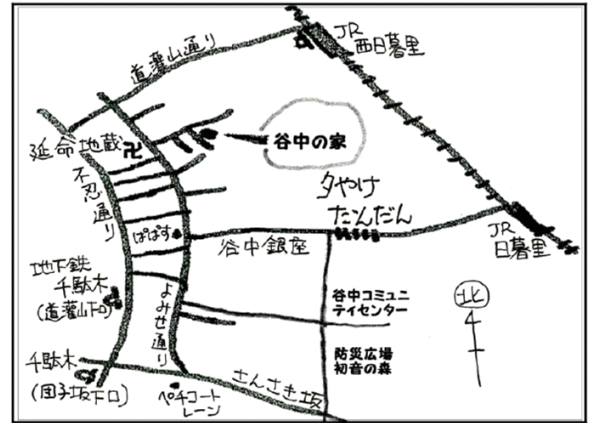 JR
西日暮里
道灌山通り
延命地蔵卍
谷中の家
不忍通り
夕やけ
だんだん
ぱぱす
谷中銀座
JR
日暮里
地下鉄
千駄木
(道灌山下口)
よみせ通り
谷中コミュニ
テイセンター
北
千駄木
(団子坂下口)
防災広場
初音の森
さんさき坂
ペチコート
レーン